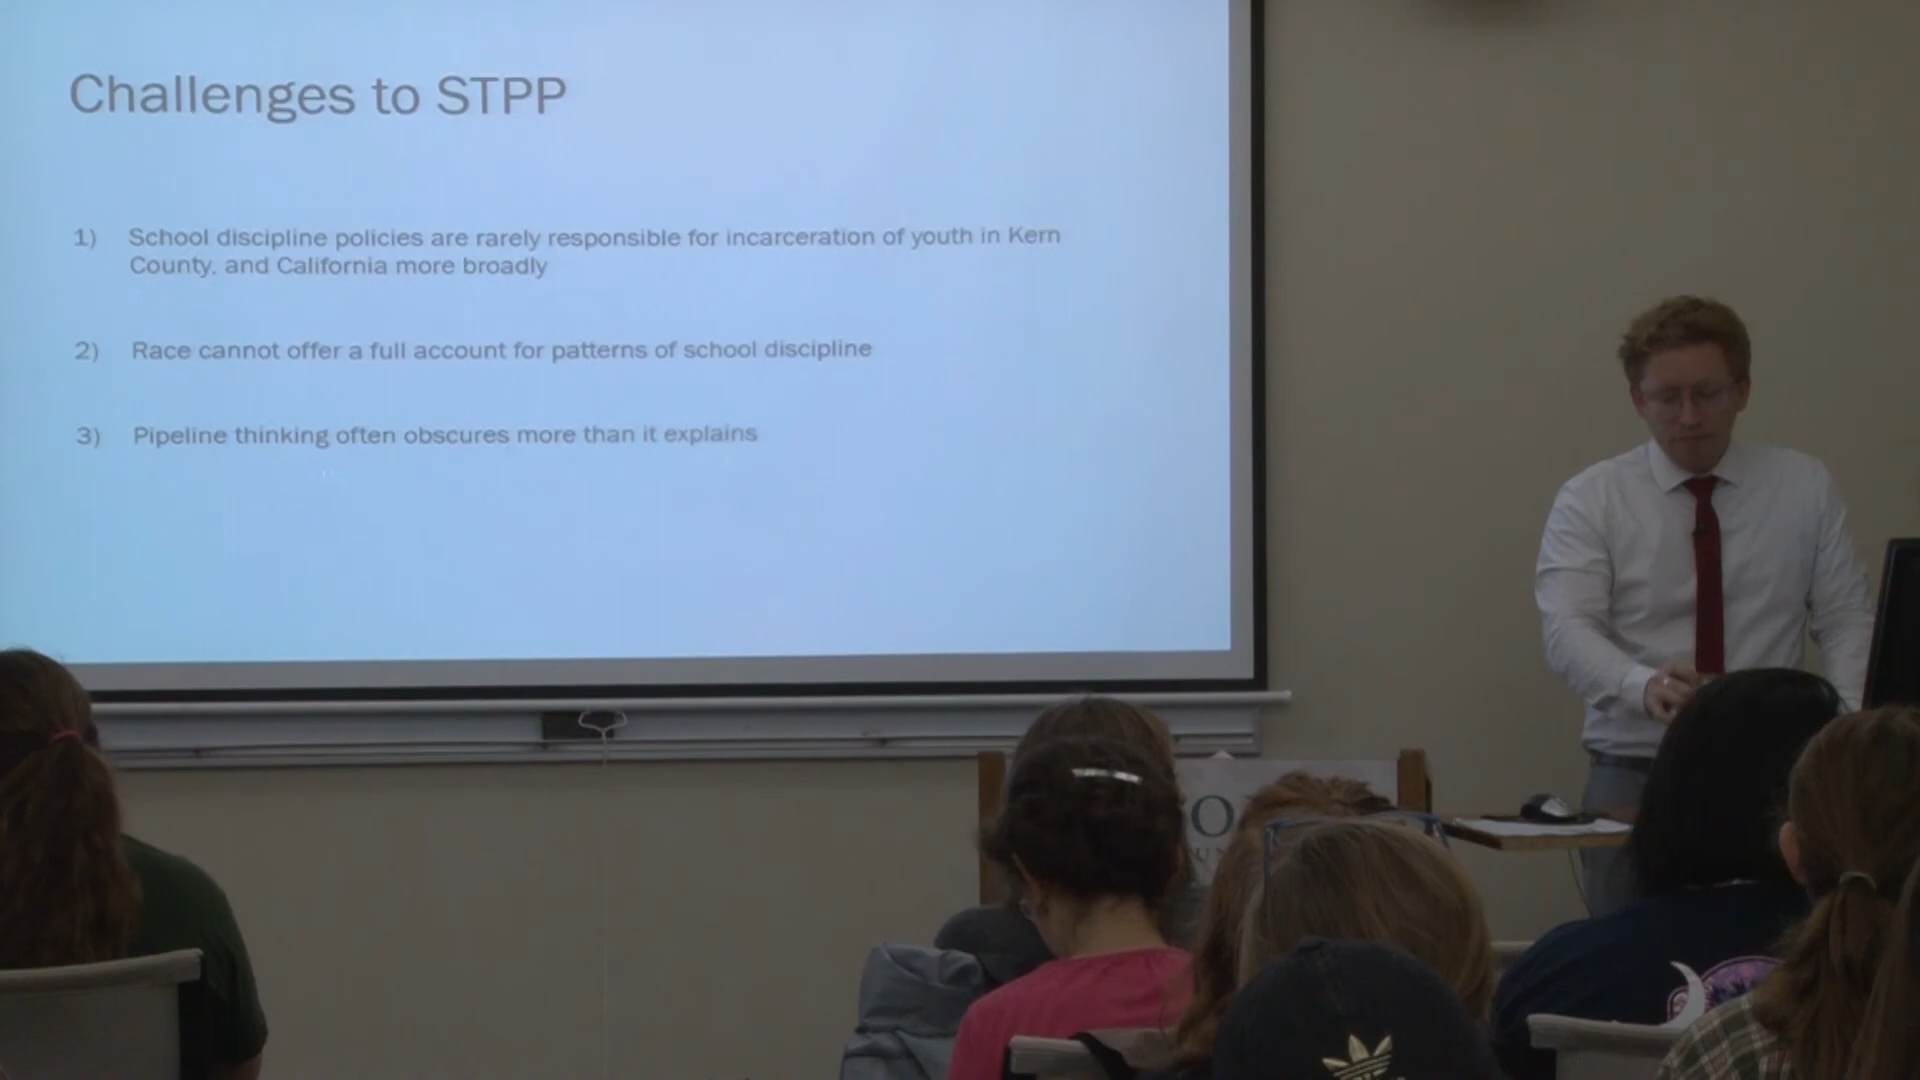 Challenges to STPP
1) School discipline policies are rarely responsible for incarceration of youth in Kern
County, and California more broadly
2) Race cannot offer a full account for patterns of school discipline
3) Pipeline thinking often obscures more than it explains